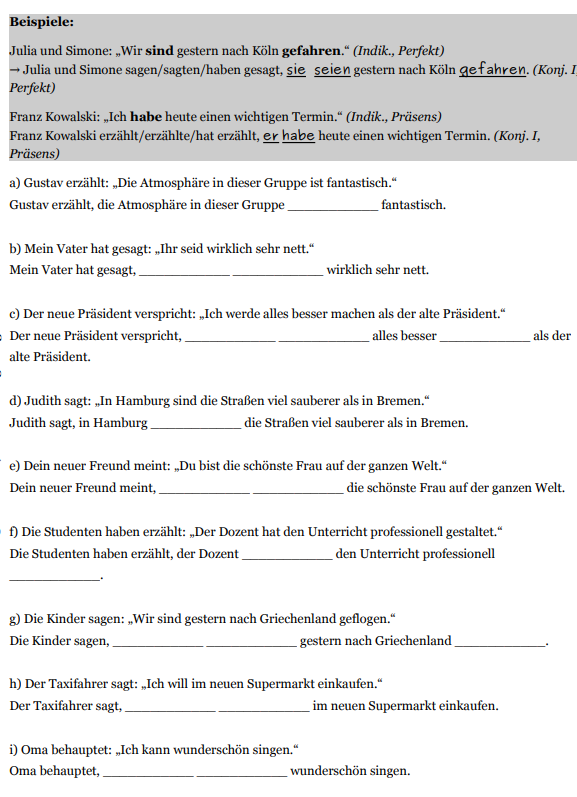 Beispiele:
Julia und Simone: „Wir sind gestern nach Köln gefahren.“ (Indik., Perfekt)
→ Julia und Simone sagen/sagten/haben gesagt, sie seien gestern nach Köln gefahren. (Konj. I,
Perfekt)
Franz Kowalski: „Ich habe heute einen wichtigen Termin.“ (Indik., Präsens)
Franz Kowalski erzählt/erzählte/hat erzählt, er habe heute einen wichtigen Termin. (Konj. I,
Präsens)
a) Gustav erzählt: „Die Atmosphäre in dieser Gruppe ist fantastisch.“
Gustav erzählt, die Atmosphäre in dieser Gruppe ____________ fantastisch.
b) Mein Vater hat gesagt: „Ihr seid wirklich sehr nett.“
Mein Vater hat gesagt, ____________ ____________ wirklich sehr nett.
c) Der neue Präsident verspricht: „Ich werde alles besser machen als der alte Präsident.“
Der neue Präsident verspricht, ____________ ____________ alles besser ____________ als der
alte Präsident.
d) Judith sagt: „In Hamburg sind die Straßen viel sauberer als in Bremen.“
Judith sagt, in Hamburg ____________ die Straßen viel sauberer als in Bremen.
e) Dein neuer Freund meint: „Du bist die schönste Frau auf der ganzen Welt.“
Dein neuer Freund meint, ____________ ____________ die schönste Frau auf der ganzen Welt.
f) Die Studenten haben erzählt: „Der Dozent hat den Unterricht professionell gestaltet.“
Die Studenten haben erzählt, der Dozent ____________ den Unterricht professionell
____________.
g) Die Kinder sagen: „Wir sind gestern nach Griechenland geflogen.“
Die Kinder sagen, ____________ ____________ gestern nach Griechenland ____________.
h) Der Taxifahrer sagt: „Ich will im neuen Supermarkt einkaufen.“
Der Taxifahrer sagt, ____________ ____________ im neuen Supermarkt einkaufen.
i) Oma behauptet: „Ich kann wunderschön singen.“
Oma behauptet, ____________ ____________ wunderschön singen.